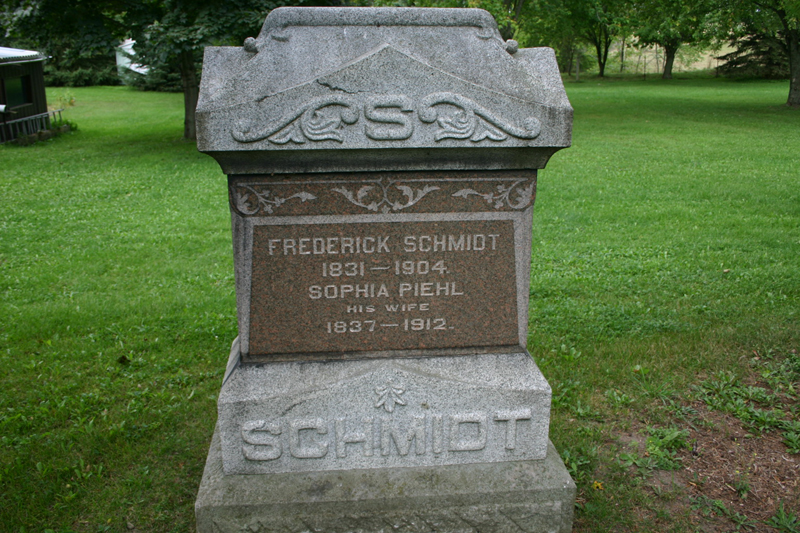 S
FREDERICK SCHMIDT
1831–1904.
SOPHIA PIEHL
HIS WIFE
1837–1912.
SCHMIDT